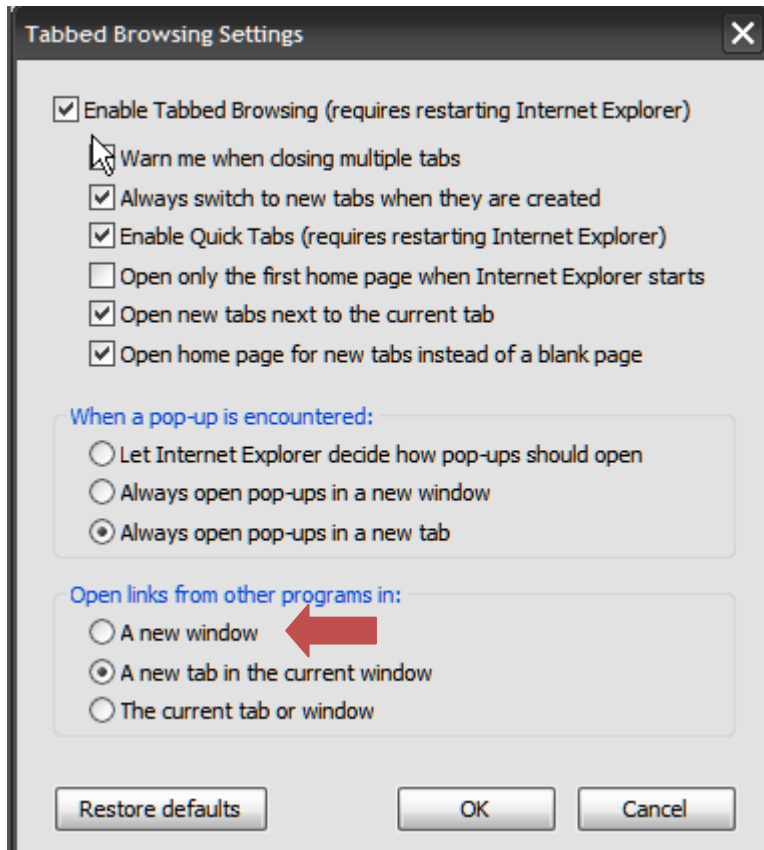 Tabbed Browsing Settings
Enable Tabbed Browsing (requires restarting Internet Explorer)
Warn me when closing multiple tabs
Always switch to new tabs when they are created
Enable Quick Tabs (requires restarting Internet Explorer)
Open only the first home page when Internet Explorer starts
Open new tabs next to the current tab
Open home page for new tabs instead of a blank page
When a pop-up is encountered:
Let Internet Explorer decide how pop-ups should open
Always open pop-ups in a new window
Always open pop-ups in a new tab
Open links from other programs in:
A new window
A new tab in the current window
The current tab or window
Restore defaults OK Cancel